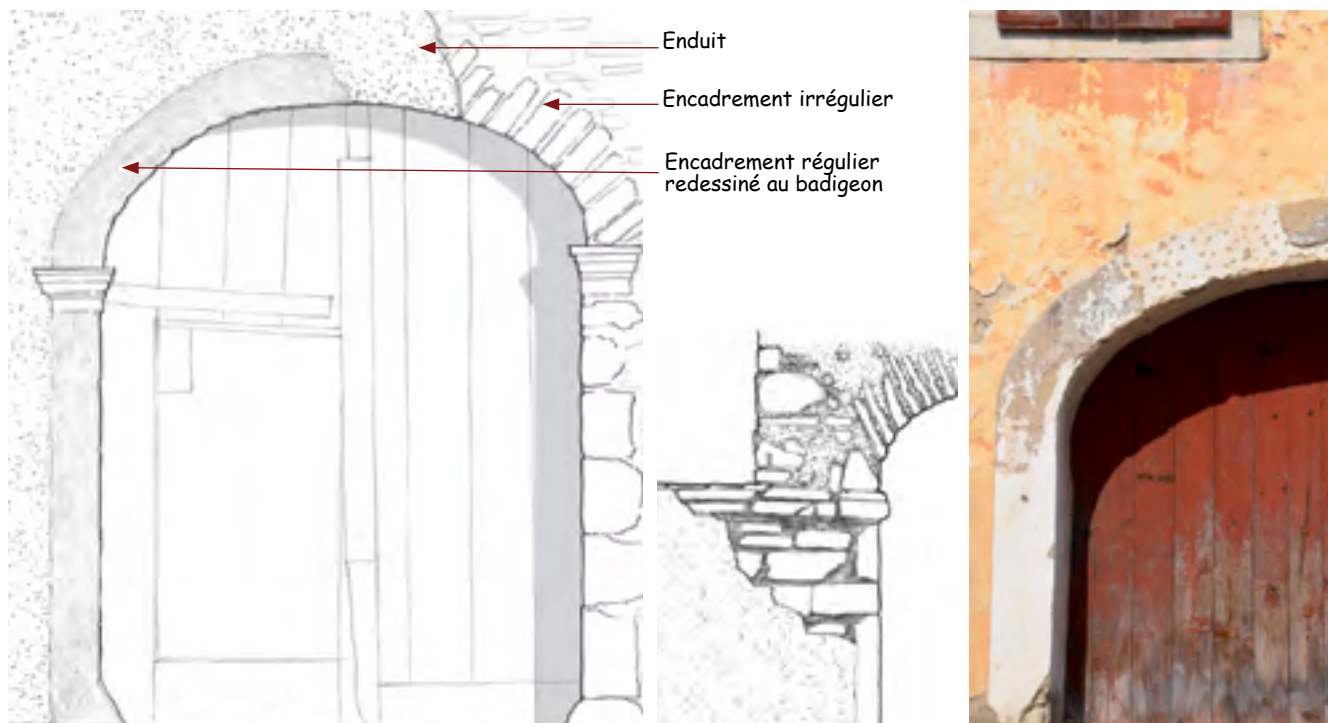 Enduit
Encadrement irrégulier
Encadrement régulier
redessiné au badigeon